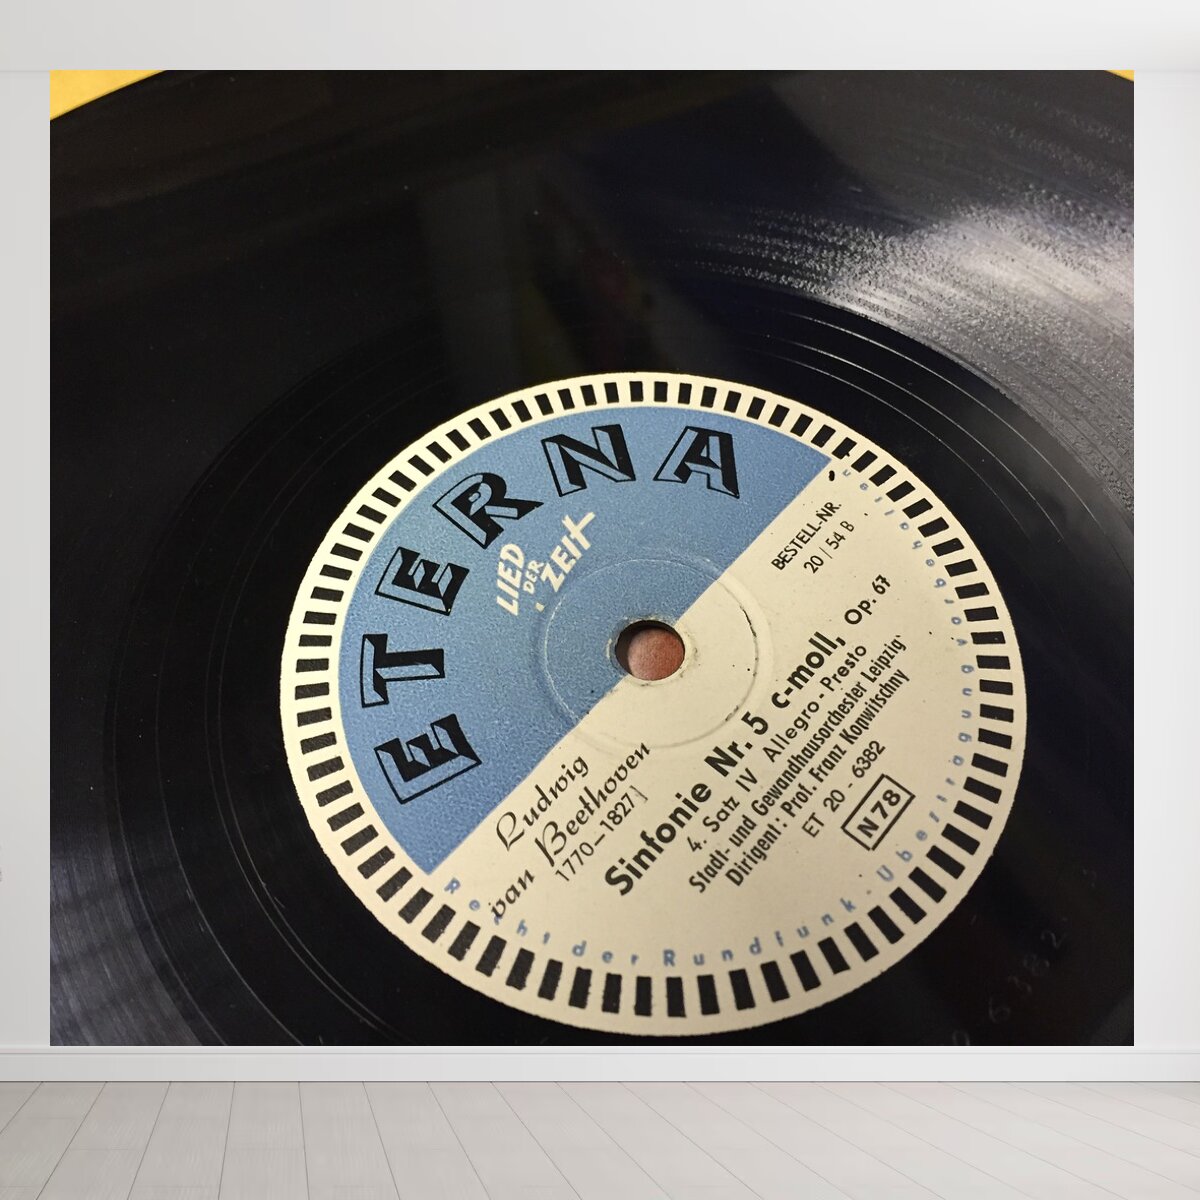 ETERNA
LIED
DER
ZEIT
BESTELL-NR.
20 / 54 B
Ludwig
van Beethoven
1770–1827]
Sinfonie Nr. 5 c-moll, Op. 67
4. Satz IV Allegro - Presto
Stadt- und Gewandhausorchester Leipzig
Dirigent: Prof. Franz Konwitschny
ET 20 - 6382
N 78
Recht der Rundfunk-Übertragung vorbehalten